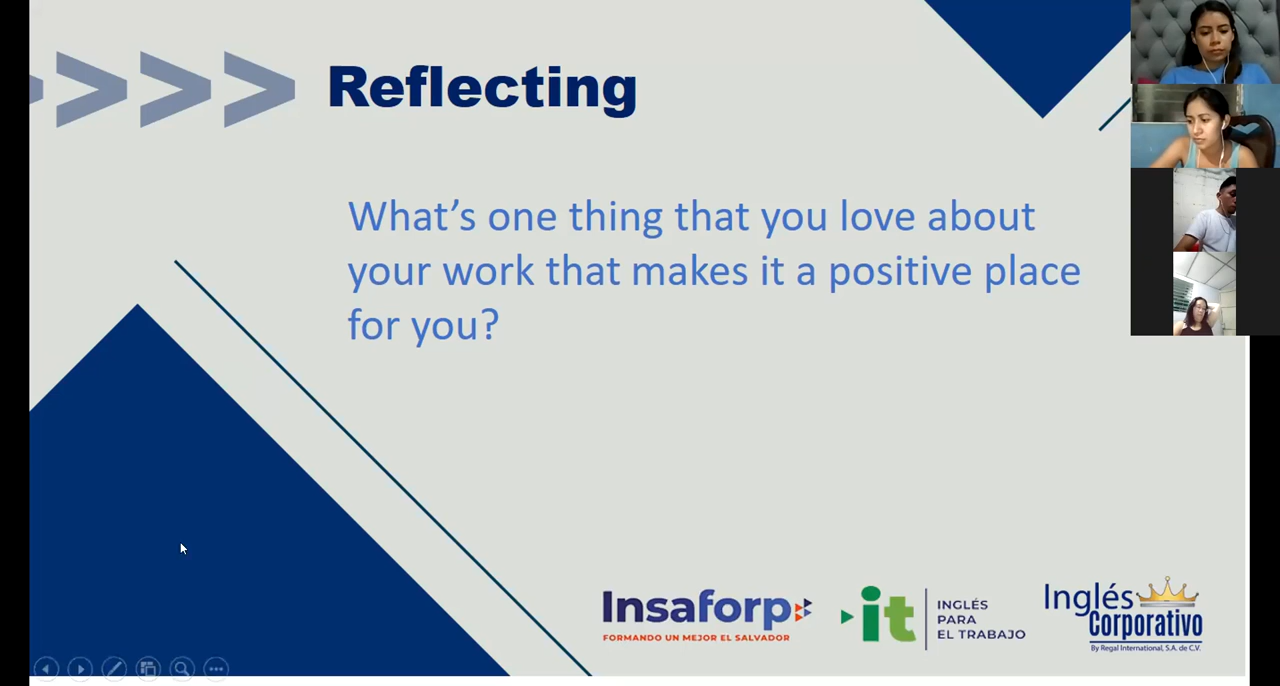 Reflecting
What's one thing that you love about
your work that makes it a positive place
for you?
Insaforp
FORMANDO UN MEJOR EL SALVADOR
it
INGLÉS
PARA
EL TRABAJO
Inglés
Corporativo
By Regal International, S.A. de C.V.